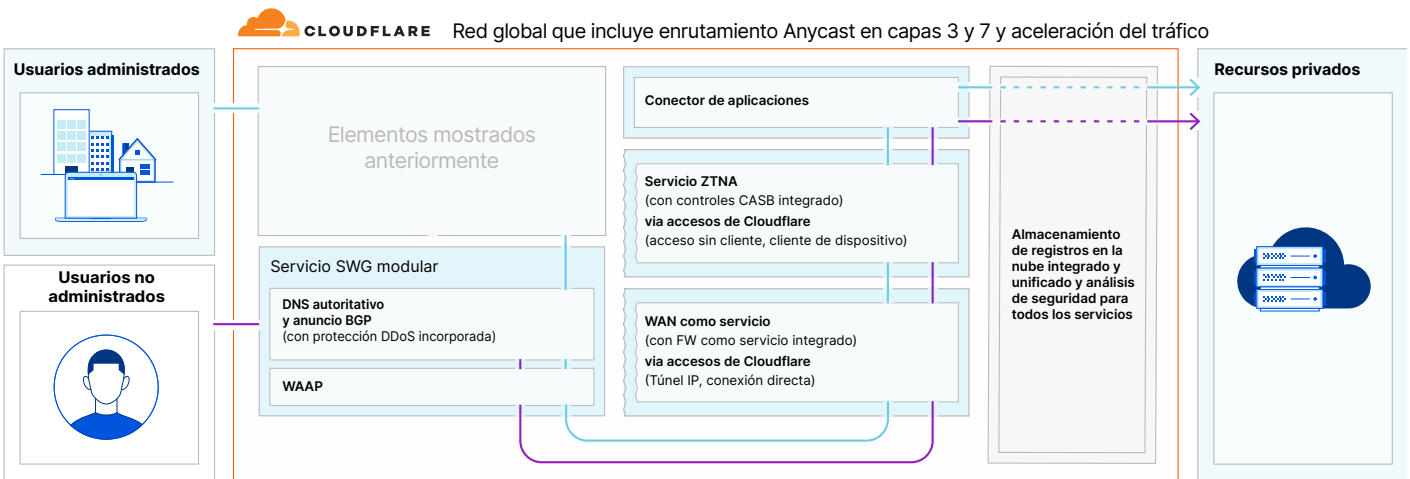 CLOUDFLARE Red global que incluye enrutamiento Anycast en capas 3 y 7 y aceleración del tráfico
Usuarios administrados
Usuarios no
administrados
Elementos mostrados
anteriormente
Servicio SWG modular
DNS autoritativo
y anuncio BGP
(con protección DDoS incorporada)
WAAP
Conector de aplicaciones
Servicio ZTNA
(con controles CASB integrado)
via accesos de Cloudflare
(acceso sin cliente, cliente de dispositivo)
WAN como servicio
(con FW como servicio integrado)
via accesos de Cloudflare
(Túnel IP, conexión directa)
Almacenamiento
de registros en la
nube integrado y
unificado y análisis
de seguridad para
todos los servicios
Recursos privados